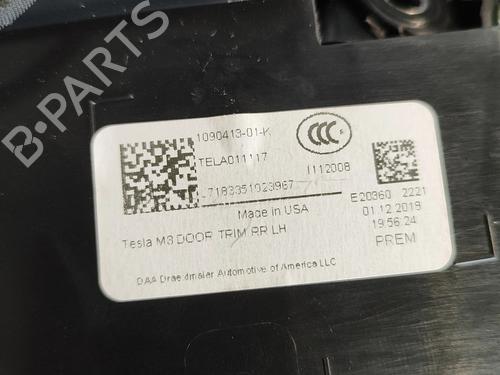 1090413-01-K
TELA011117
I112008
-7183351023967
Made in USA
E20360 2221
01.12.2019
19:56:24
Tesla M3 DOOR TRIM RR LH
PREM
DAA Draexlmaier Automotive of America LLC
B-PARTS